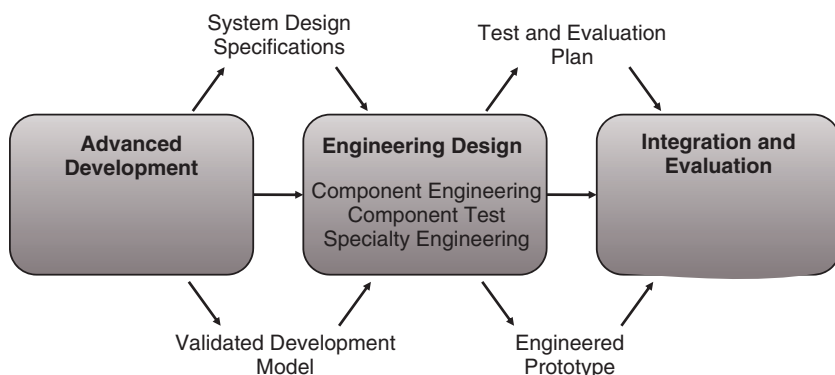 System Design
Specifications
Test and Evaluation
Plan
Advanced
Development
Engineering Design
Component Engineering
Component Test
Specialty Engineering
Integration and
Evaluation
Validated Development
Model
Engineered
Prototype